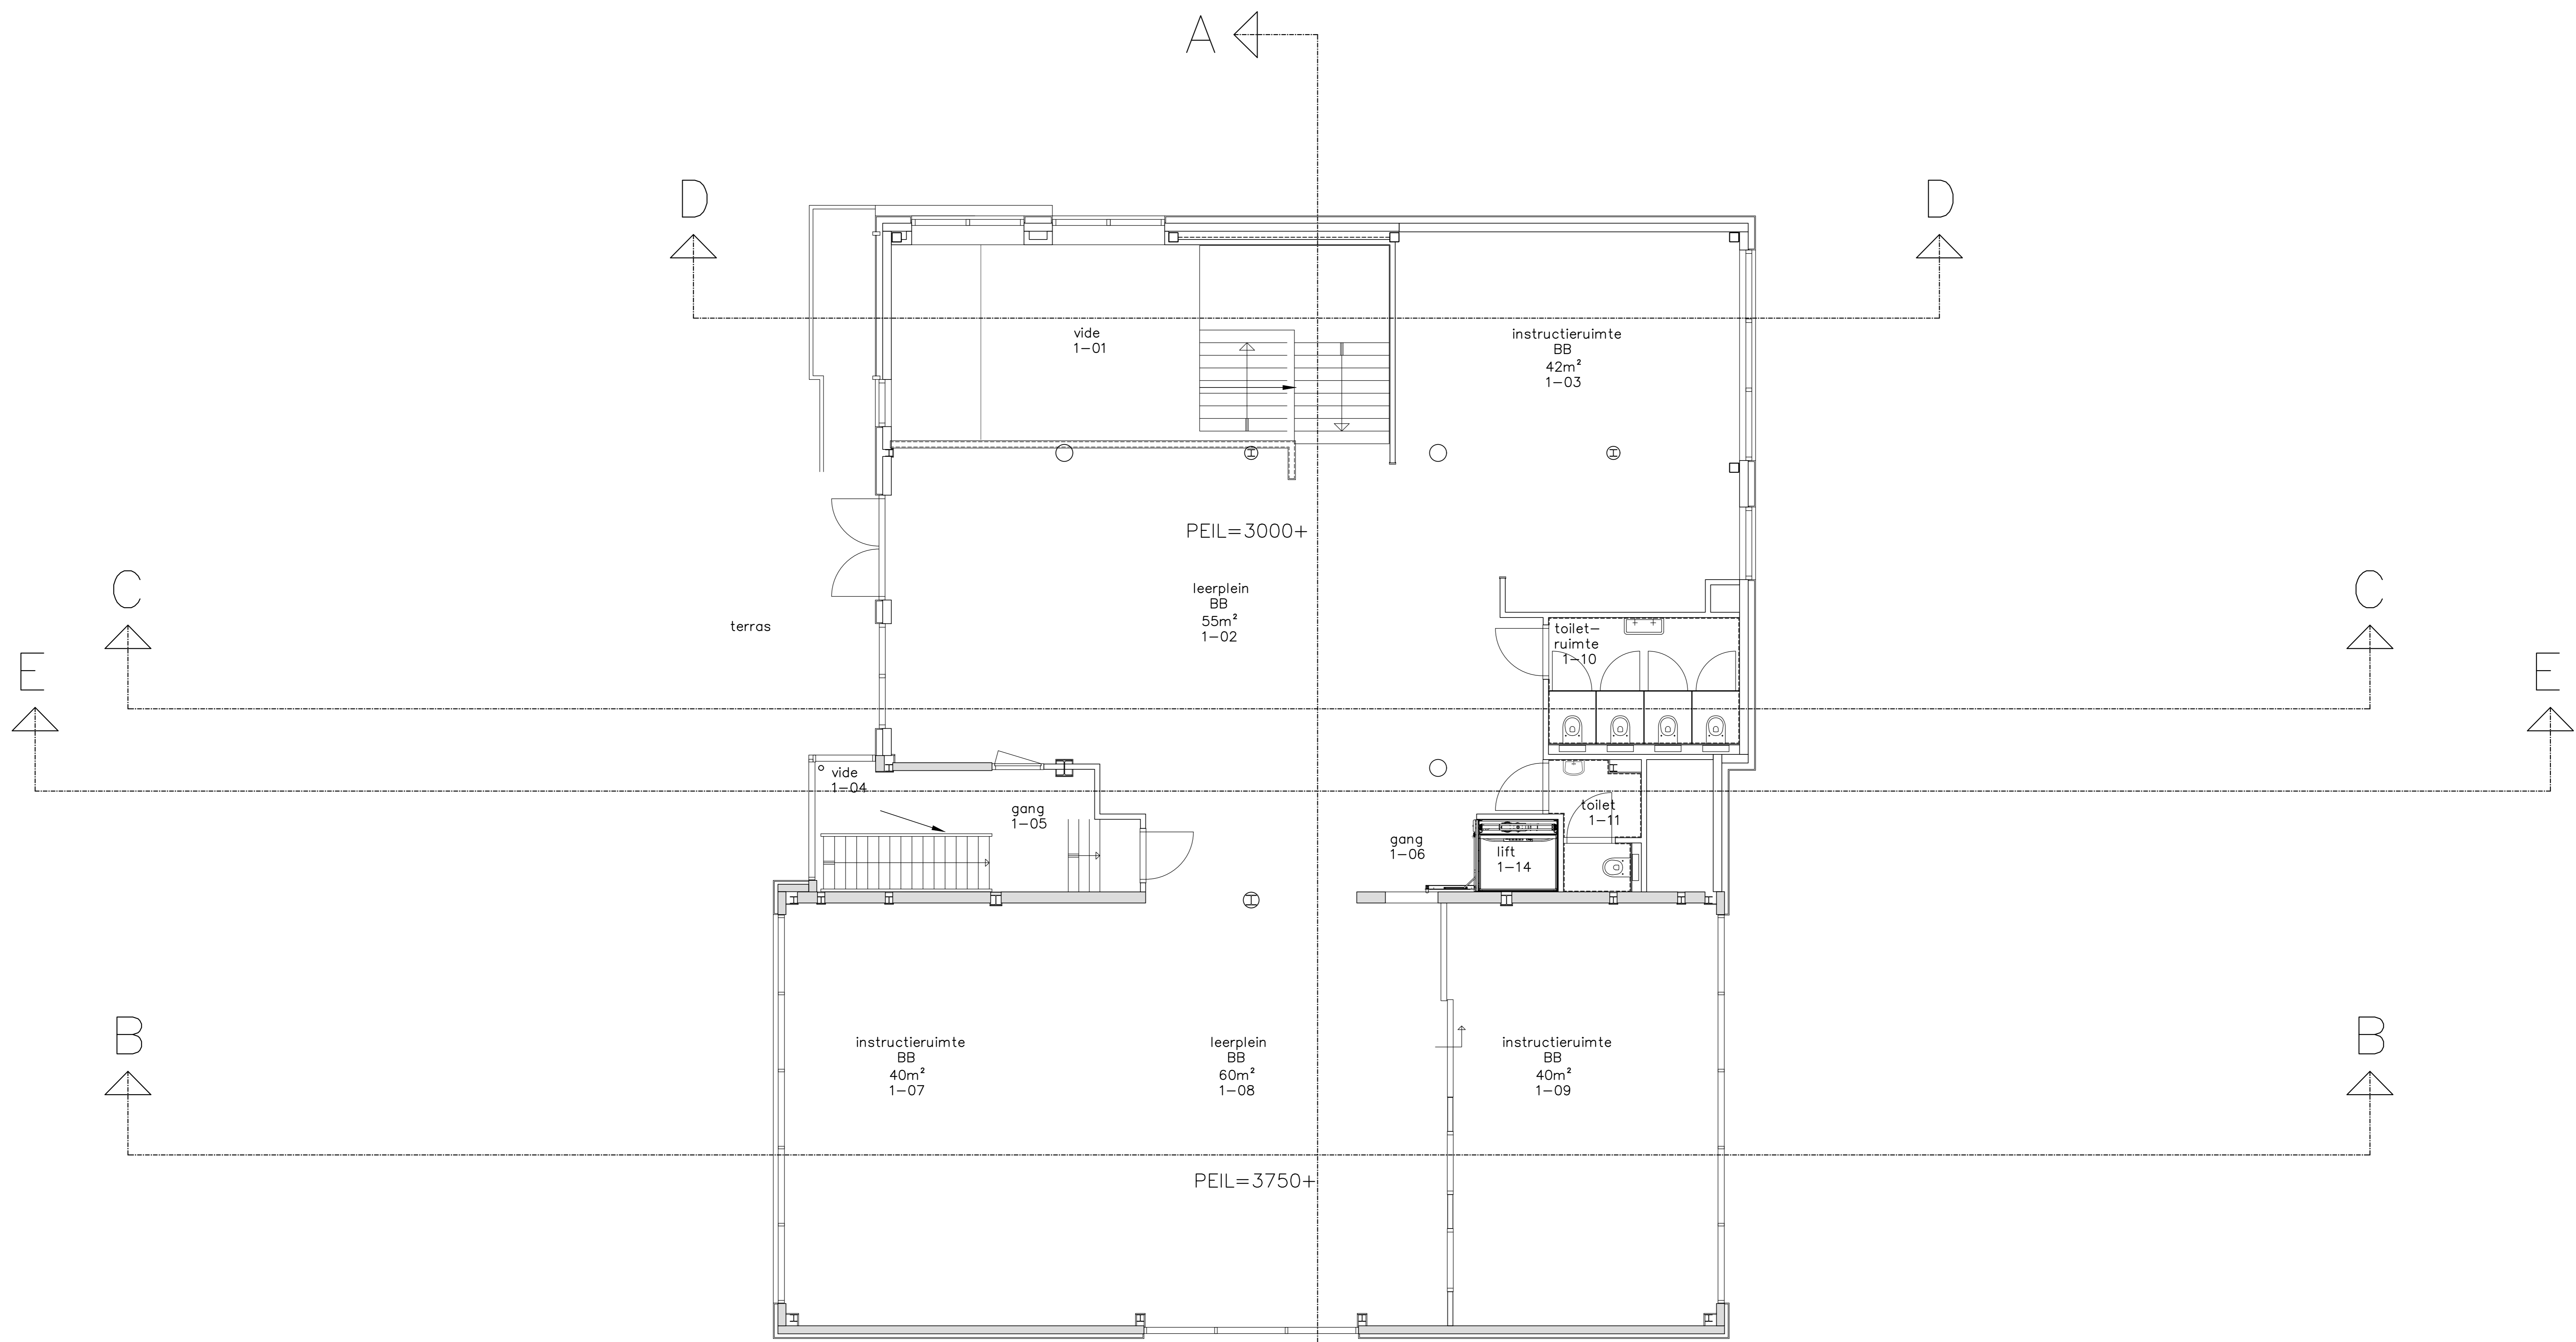 A
D
D
vide
1-01
instructieruimte
BB
42m²
1-03
PEIL=3000+
C
C
leerplein
BB
55m²
1-02
terras
toilet-
ruimte
1-10
E
E
vide
1-04
gang
1-05
toilet
1-11
gang
1-06
lift
1-14
B
B
instructieruimte
BB
40m²
1-07
leerplein
BB
60m²
1-08
instructieruimte
BB
40m²
1-09
PEIL=3750+